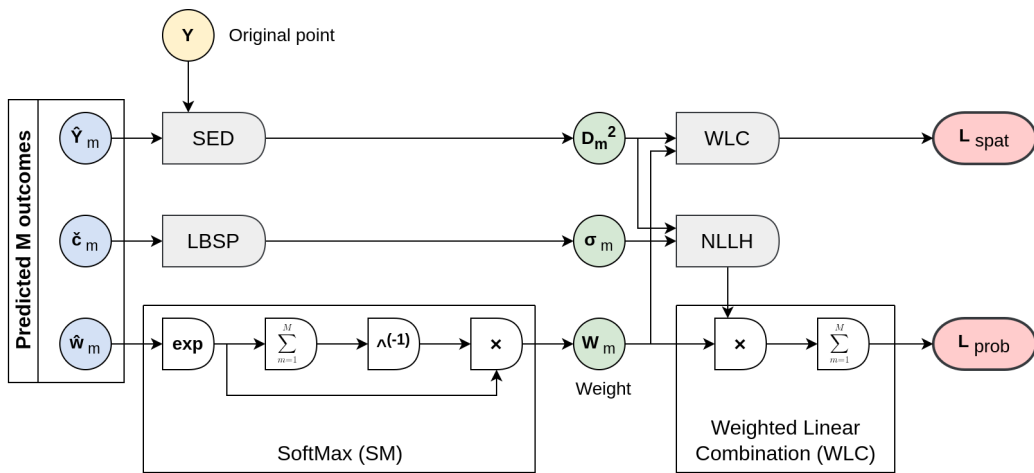 Y
Original point
Predicted M outcomes
Ŷ m
SED
Dm²
WLC
L spat
č m
LBSP
σ m
NLLH
ŵ m
exp
M
∑
m=1
^(-1)
×
W m
Weight
×
M
∑
m=1
L prob
SoftMax (SM)
Weighted Linear
Combination (WLC)